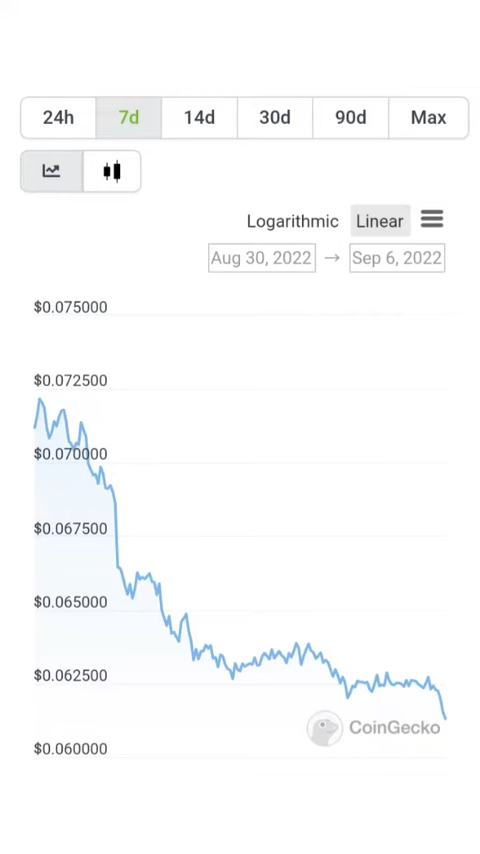 24h 7d 14d 30d 90d Max
Logarithmic Linear
Aug 30, 2022 → Sep 6, 2022
$0.075000
$0.072500
$0.070000
$0.067500
$0.065000
$0.062500
CoinGecko
$0.060000